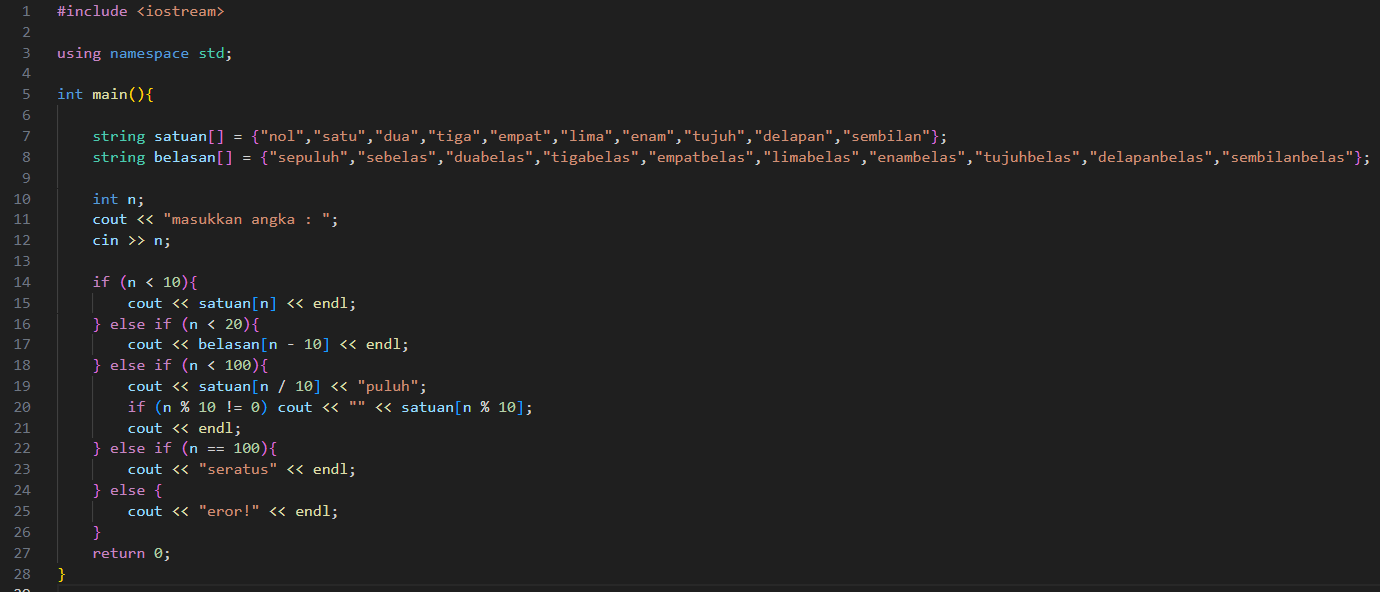 1 #include <iostream>
2
3 using namespace std;
4
5 int main(){
6
7     string satuan[] = {"nol","satu","dua","tiga","empat","lima","enam","tujuh","delapan","sembilan"};
8     string belasan[] = {"sepuluh","sebelas","duabelas","tigabelas","empatbelas","limabelas","enambelas","tujuhbelas","delapanbelas","sembilanbelas"};
9
10     int n;
11     cout << "masukkan angka : ";
12     cin >> n;
13
14     if (n < 10){
15         cout << satuan[n] << endl;
16     } else if (n < 20){
17         cout << belasan[n - 10] << endl;
18     } else if (n < 100){
19         cout << satuan[n / 10] << "puluh";
20         if (n % 10 != 0) cout << "" << satuan[n % 10];
21         cout << endl;
22     } else if (n == 100){
23         cout << "seratus" << endl;
24     } else {
25         cout << "eror!" << endl;
26     }
27     return 0;
28 }